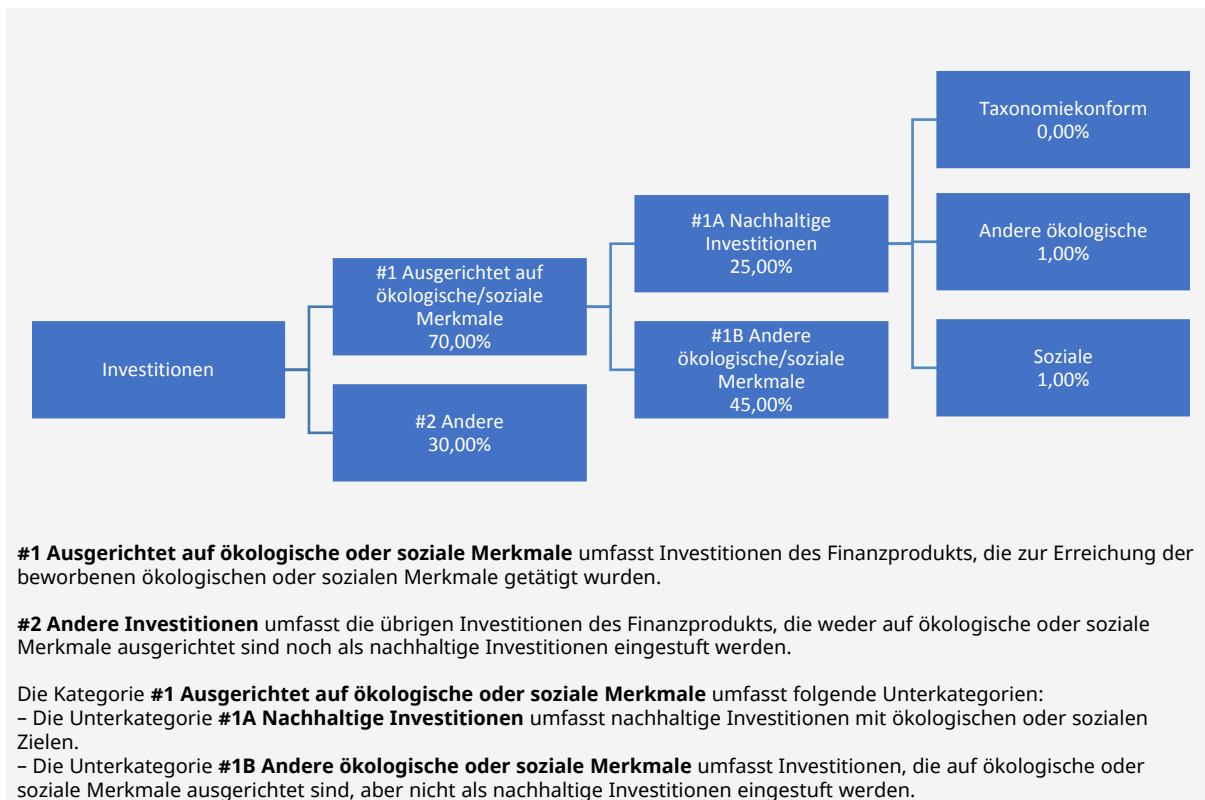 Investitionen
#1 Ausgerichtet auf
ökologische/soziale
Merkmale
70,00%
#2 Andere
30,00%
#1A Nachhaltige
Investitionen
25,00%
#1B Andere
ökologische/soziale
Merkmale
45,00%
Taxonomiekonform
0,00%
Andere ökologische
1,00%
Soziale
1,00%
#1 Ausgerichtet auf ökologische oder soziale Merkmale umfasst Investitionen des Finanzprodukts, die zur Erreichung der
beworbenen ökologischen oder sozialen Merkmale getätigt wurden.
#2 Andere Investitionen umfasst die übrigen Investitionen des Finanzprodukts, die weder auf ökologische oder soziale
Merkmale ausgerichtet sind noch als nachhaltige Investitionen eingestuft werden.
Die Kategorie #1 Ausgerichtet auf ökologische oder soziale Merkmale umfasst folgende Unterkategorien:
– Die Unterkategorie #1A Nachhaltige Investitionen umfasst nachhaltige Investitionen mit ökologischen oder sozialen
Zielen.
– Die Unterkategorie #1B Andere ökologische oder soziale Merkmale umfasst Investitionen, die auf ökologische oder
soziale Merkmale ausgerichtet sind, aber nicht als nachhaltige Investitionen eingestuft werden.